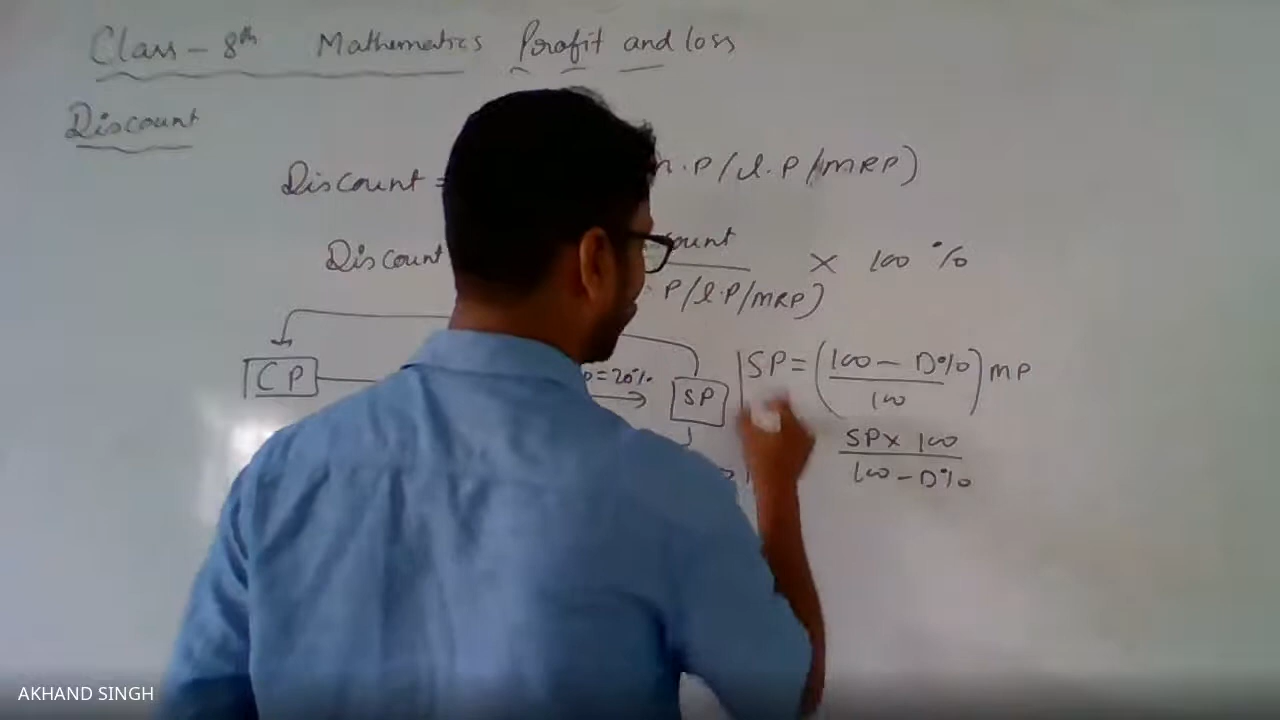 Class - 8th Mathematics Profit and loss
Discount
Discount = .P/l.P/MRP)
Discount ount × 100 %
P/l.P/MRP)
CP = 20% SP
SP = (100 - D%/100) MP
SP × 100
100 - D%
AKHAND SINGH